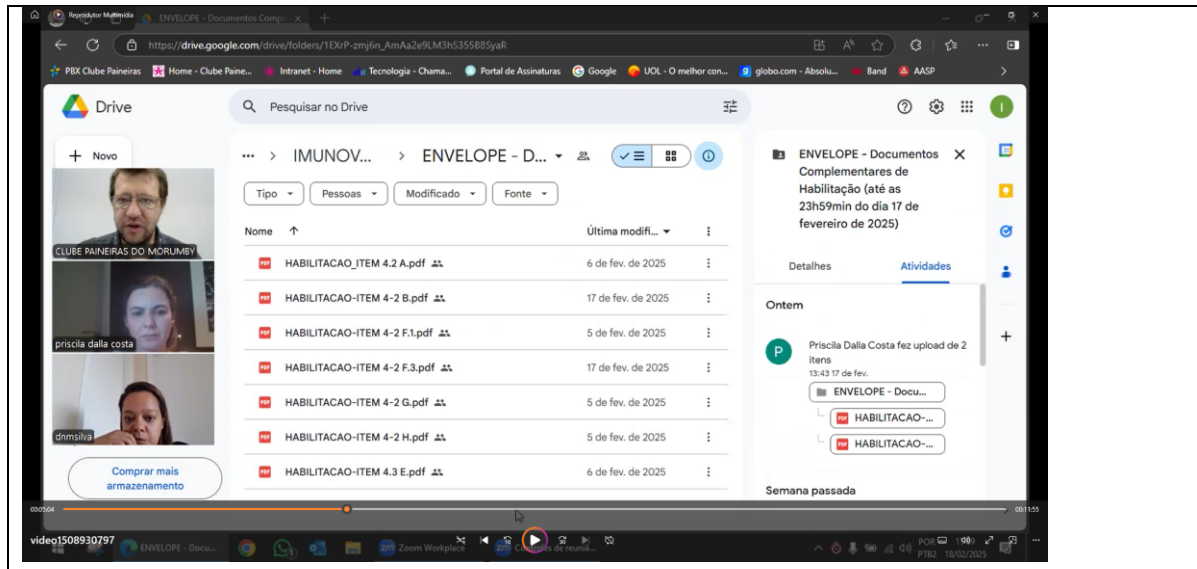 Reprodutor Multimídia
ENVELOPE - Documentos Comple
https://drive.google.com/drive/folders/1EXrP-zmj6n_AmAa2e9LM3hS355B8SyaR
PBX Clube Paineiras
Home - Clube Paine...
Intranet - Home
Tecnologia - Chama...
Portal de Assinaturas
Google
UOL - O melhor con...
globo.com - Absolu...
Band
AASP
Drive
Pesquisar no Drive
I
+ Novo
... > IMUNOV... > ENVELOPE - D...
Tipo
Pessoas
Modificado
Fonte
Nome
Última modifi...
HABILITACAO_ITEM 4.2 A.pdf 6 de fev. de 2025
HABILITACAO-ITEM 4-2 B.pdf 17 de fev. de 2025
HABILITACAO-ITEM 4-2 F.1.pdf 5 de fev. de 2025
HABILITACAO-ITEM 4-2 F.3.pdf 17 de fev. de 2025
HABILITACAO-ITEM 4-2 G.pdf 5 de fev. de 2025
HABILITACAO-ITEM 4-2 H.pdf 5 de fev. de 2025
HABILITACAO-ITEM 4.3 E.pdf 6 de fev. de 2025
CLUBE PAINEIRAS DO MORUMBY
priscila dalla costa
dnmsilva
Comprar mais
armazenamento
ENVELOPE - Documentos
Complementares de
Habilitação (até as
23h59min do dia 17 de
fevereiro de 2025)
Detalhes
Atividades
Ontem
P
Priscila Dalla Costa fez upload de 2
itens
13:43 17 de fev.
ENVELOPE - Docu...
HABILITACAO-...
HABILITACAO-...
Semana passada
00:05:04
00:11:55
video1508930797
ENVELOPE - Docu...
Zoom Workplace
POR
PTB2 18/02/2025